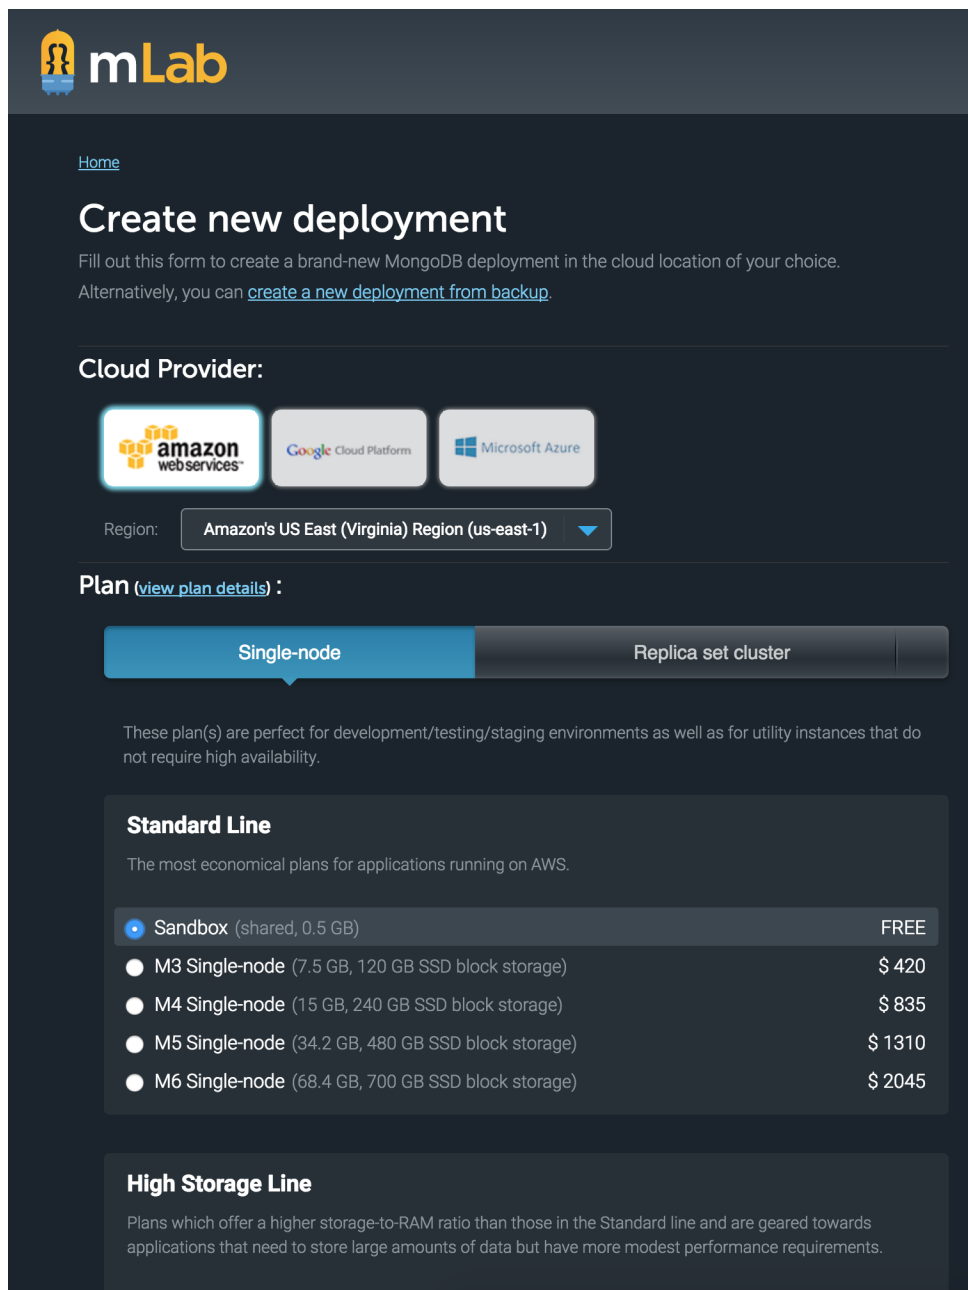 mLab
Home
Create new deployment
Fill out this form to create a brand-new MongoDB deployment in the cloud location of your choice.
Alternatively, you can create a new deployment from backup.
Cloud Provider:
amazon
web services™
Google Cloud Platform
Microsoft Azure
Region: Amazon's US East (Virginia) Region (us-east-1)
Plan (view plan details) :
Single-node Replica set cluster
These plan(s) are perfect for development/testing/staging environments as well as for utility instances that do
not require high availability.
Standard Line
The most economical plans for applications running on AWS.
Sandbox (shared, 0.5 GB) FREE
M3 Single-node (7.5 GB, 120 GB SSD block storage) $ 420
M4 Single-node (15 GB, 240 GB SSD block storage) $ 835
M5 Single-node (34.2 GB, 480 GB SSD block storage) $ 1310
M6 Single-node (68.4 GB, 700 GB SSD block storage) $ 2045
High Storage Line
Plans which offer a higher storage-to-RAM ratio than those in the Standard line and are geared towards
applications that need to store large amounts of data but have more modest performance requirements.